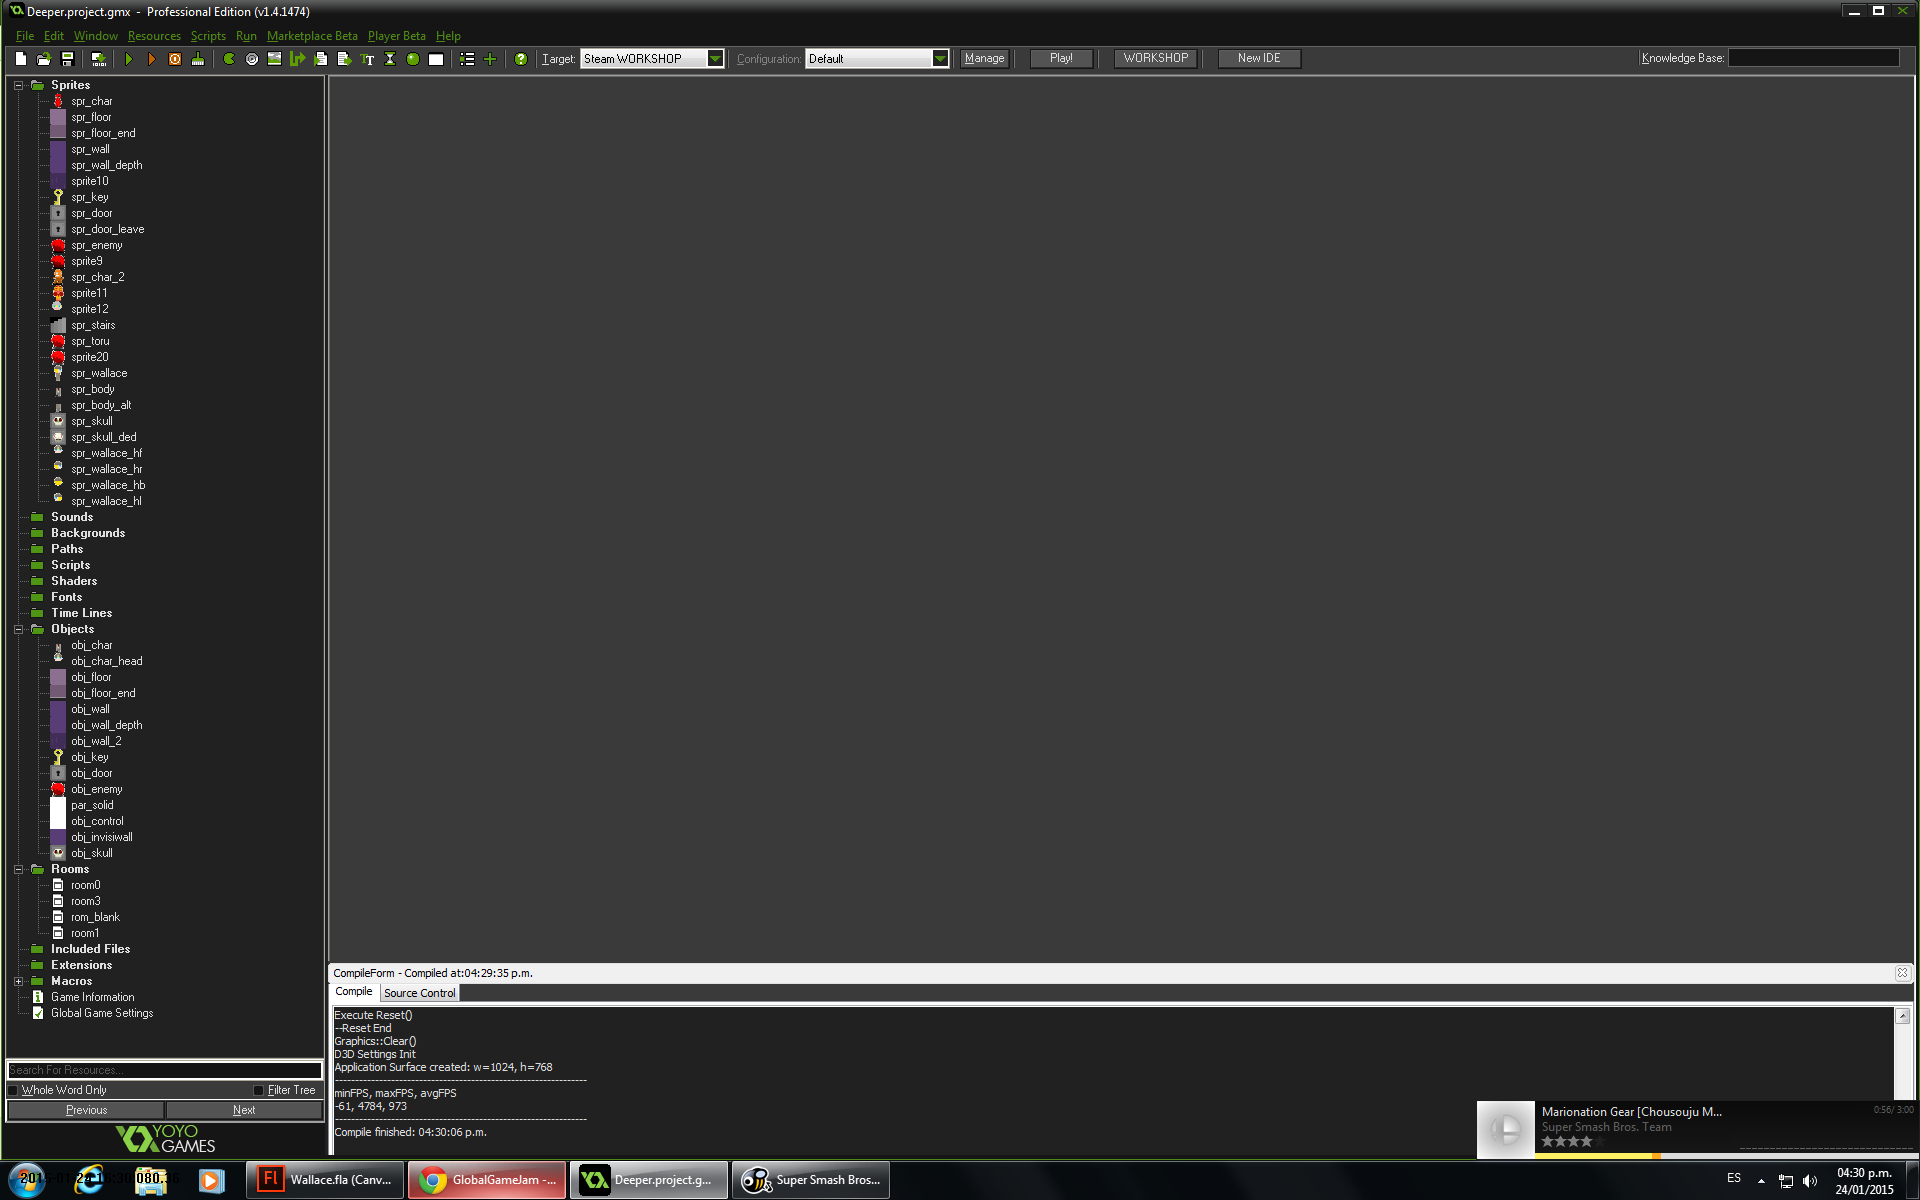 Deeper.project.gmx - Professional Edition (v1.4.1474)
File Edit Window Resources Scripts Run Marketplace Beta Player Beta Help
Target: Steam WORKSHOP Configuration: Default Manage Play! WORKSHOP New IDE Knowledge Base:
Sprites
spr_char
spr_floor
spr_floor_end
spr_wall
spr_wall_depth
sprite10
spr_key
spr_door
spr_door_leave
spr_enemy
sprite9
spr_char_2
sprite11
sprite12
spr_stairs
spr_toru
sprite20
spr_wallace
spr_body
spr_body_alt
spr_skull
spr_skull_ded
spr_wallace_hf
spr_wallace_hr
spr_wallace_hb
spr_wallace_hl
Sounds
Backgrounds
Paths
Scripts
Shaders
Fonts
Time Lines
Objects
obj_char
obj_char_head
obj_floor
obj_floor_end
obj_wall
obj_wall_depth
obj_wall_2
obj_key
obj_door
obj_enemy
par_solid
obj_control
obj_invisiwall
obj_skull
Rooms
room0
room3
rom_blank
room1
Included Files
Extensions
Macros
Game Information
Global Game Settings
Search For Resources...
Whole Word Only Filter Tree
Previous Next
YOYO GAMES
CompileForm - Compiled at:04:29:35 p.m.
Compile Source Control
Execute Reset()
--Reset End
Graphics::Clear()
D3D Settings Init
Application Surface created: w=1024, h=768
minFPS, maxFPS, avgFPS
-61, 4784, 973
Compile finished: 04:30:06 p.m.
Marionation Gear [Chousouju M... 0:56/ 3:00
Super Smash Bros. Team
Wallace.fla (Canv... GlobalGameJam -... Deeper.project.g... Super Smash Bros...
ES 04:30 p.m.
24/01/2015